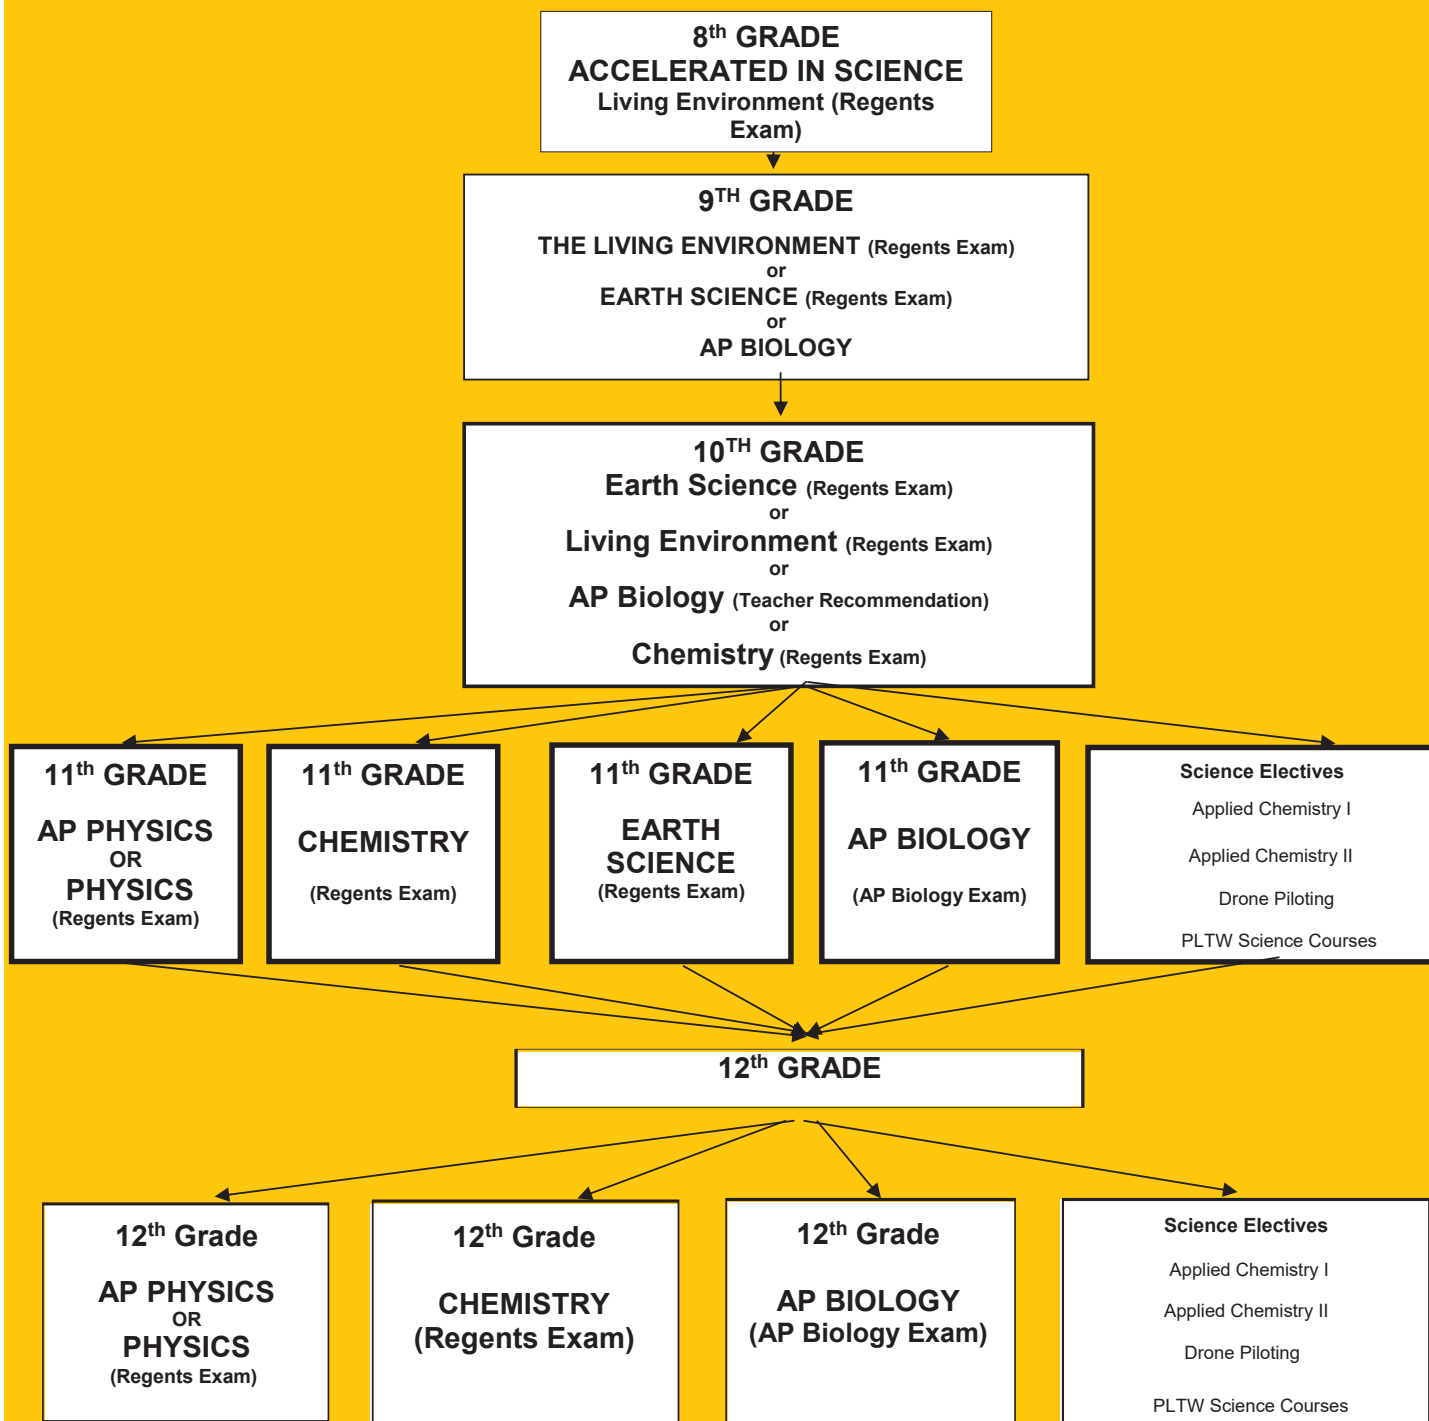 8th GRADE
ACCELERATED IN SCIENCE
Living Environment (Regents
Exam)
9TH GRADE
THE LIVING ENVIRONMENT (Regents Exam)
or
EARTH SCIENCE (Regents Exam)
or
AP BIOLOGY
10TH GRADE
Earth Science (Regents Exam)
or
Living Environment (Regents Exam)
or
AP Biology (Teacher Recommendation)
or
Chemistry (Regents Exam)
11th GRADE
AP PHYSICS
OR
PHYSICS
(Regents Exam)
11th GRADE
CHEMISTRY
(Regents Exam)
11th GRADE
EARTH
SCIENCE
(Regents Exam)
11th GRADE
AP BIOLOGY
(AP Biology Exam)
Science Electives
Applied Chemistry I
Applied Chemistry II
Drone Piloting
PLTW Science Courses
12th GRADE
12th Grade
AP PHYSICS
OR
PHYSICS
(Regents Exam)
12th Grade
CHEMISTRY
(Regents Exam)
12th Grade
AP BIOLOGY
(AP Biology Exam)
Science Electives
Applied Chemistry I
Applied Chemistry II
Drone Piloting
PLTW Science Courses